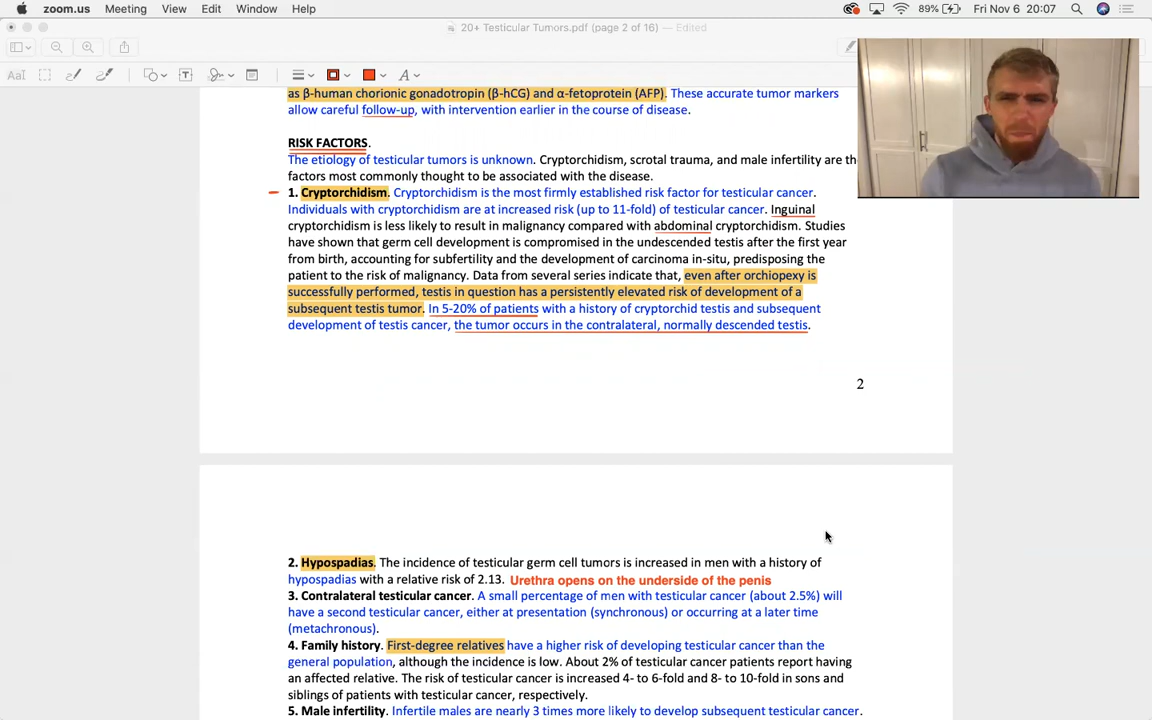 zoom.us Meeting View Edit Window Help 89% Fri Nov 6 20:07
20+ Testicular Tumors.pdf (page 2 of 16) — Edited
AaI T A
as β-human chorionic gonadotropin (β-hCG) and α-fetoprotein (AFP). These accurate tumor markers
allow careful follow-up, with intervention earlier in the course of disease.
RISK FACTORS.
The etiology of testicular tumors is unknown. Cryptorchidism, scrotal trauma, and male infertility are th
factors most commonly thought to be associated with the disease.
1. Cryptorchidism. Cryptorchidism is the most firmly established risk factor for testicular cancer.
Individuals with cryptorchidism are at increased risk (up to 11-fold) of testicular cancer. Inguinal
cryptorchidism is less likely to result in malignancy compared with abdominal cryptorchidism. Studies
have shown that germ cell development is compromised in the undescended testis after the first year
from birth, accounting for subfertility and the development of carcinoma in-situ, predisposing the
patient to the risk of malignancy. Data from several series indicate that, even after orchiopexy is
successfully performed, testis in question has a persistently elevated risk of development of a
subsequent testis tumor. In 5-20% of patients with a history of cryptorchid testis and subsequent
development of testis cancer, the tumor occurs in the contralateral, normally descended testis.
2
2. Hypospadias. The incidence of testicular germ cell tumors is increased in men with a history of
hypospadias with a relative risk of 2.13. Urethra opens on the underside of the penis
3. Contralateral testicular cancer. A small percentage of men with testicular cancer (about 2.5%) will
have a second testicular cancer, either at presentation (synchronous) or occurring at a later time
(metachronous).
4. Family history. First-degree relatives have a higher risk of developing testicular cancer than the
general population, although the incidence is low. About 2% of testicular cancer patients report having
an affected relative. The risk of testicular cancer is increased 4- to 6-fold and 8- to 10-fold in sons and
siblings of patients with testicular cancer, respectively.
5. Male infertility. Infertile males are nearly 3 times more likely to develop subsequent testicular cancer.